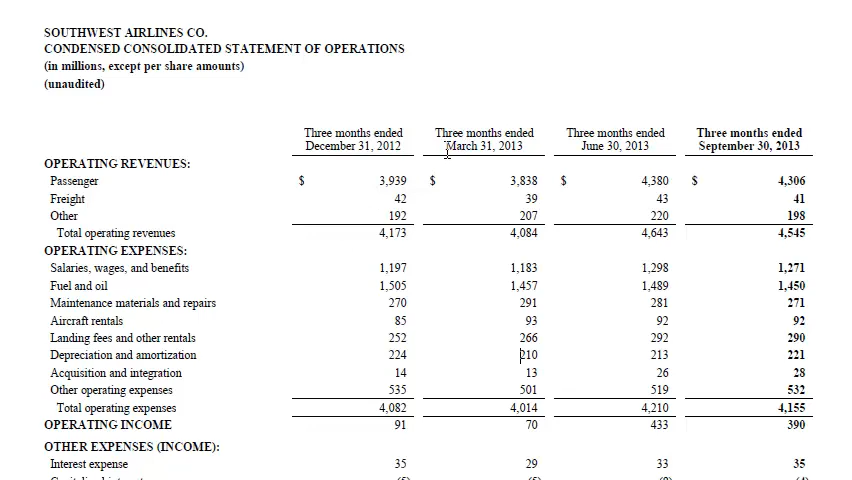 SOUTHWEST AIRLINES CO.
CONDENSED CONSOLIDATED STATEMENT OF OPERATIONS
(in millions, except per share amounts)
(unaudited)
Three months ended Three months ended Three months ended Three months ended
December 31, 2012 March 31, 2013 June 30, 2013 September 30, 2013
OPERATING REVENUES:
Passenger $ 3,939 $ 3,838 $ 4,380 $ 4,306
Freight 42 39 43 41
Other 192 207 220 198
Total operating revenues 4,173 4,084 4,643 4,545
OPERATING EXPENSES:
Salaries, wages, and benefits 1,197 1,183 1,298 1,271
Fuel and oil 1,505 1,457 1,489 1,450
Maintenance materials and repairs 270 291 281 271
Aircraft rentals 85 93 92 92
Landing fees and other rentals 252 266 292 290
Depreciation and amortization 224 210 213 221
Acquisition and integration 14 13 26 28
Other operating expenses 535 501 519 532
Total operating expenses 4,082 4,014 4,210 4,155
OPERATING INCOME 91 70 433 390
OTHER EXPENSES (INCOME):
Interest expense 35 29 33 35